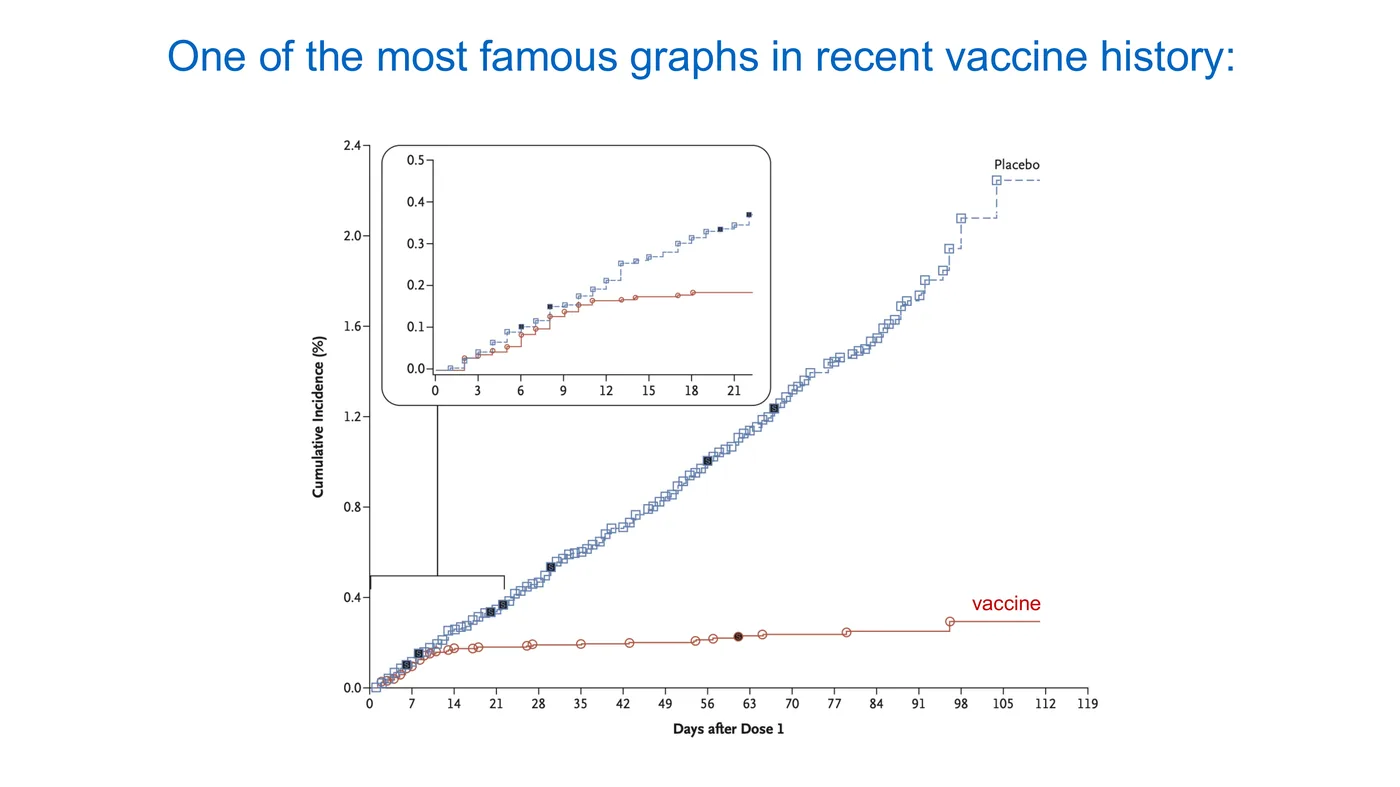 One of the most famous graphs in recent vaccine history:
2.4
2.0
1.6
1.2
0.8
0.4
0.0
Cumulative Incidence (%)
0.5
0.4
0.3
0.2
0.1
0.0
0 3 6 9 12 15 18 21
Placebo
vaccine
0 7 14 21 28 35 42 49 56 63 70 77 84 91 98 105 112 119
Days after Dose 1